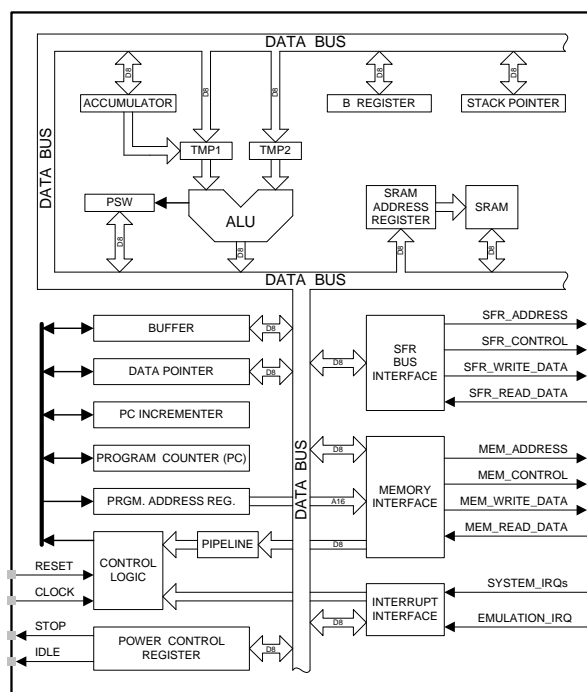 DATA BUS
D8
D8
D8
D8
D8
ACCUMULATOR
B REGISTER
STACK POINTER
DATA BUS
TMP1
TMP2
PSW
ALU
SRAM
ADDRESS
REGISTER
SRAM
D8
D8
D8
D8
DATA BUS
BUFFER
D8
DATA POINTER
D8
PC INCREMENTER
PROGRAM COUNTER (PC)
PRGM. ADDRESS REG.
A16
DATA BUS
D8
SFR
BUS
INTERFACE
SFR_ADDRESS
SFR_CONTROL
SFR_WRITE_DATA
SFR_READ_DATA
D8
MEMORY
INTERFACE
MEM_ADDRESS
MEM_CONTROL
MEM_WRITE_DATA
MEM_READ_DATA
CONTROL
LOGIC
PIPELINE
D8
RESET
CLOCK
INTERRUPT
INTERFACE
SYSTEM_IRQs
EMULATION_IRQ
D8
STOP
IDLE
POWER CONTROL
REGISTER
D8